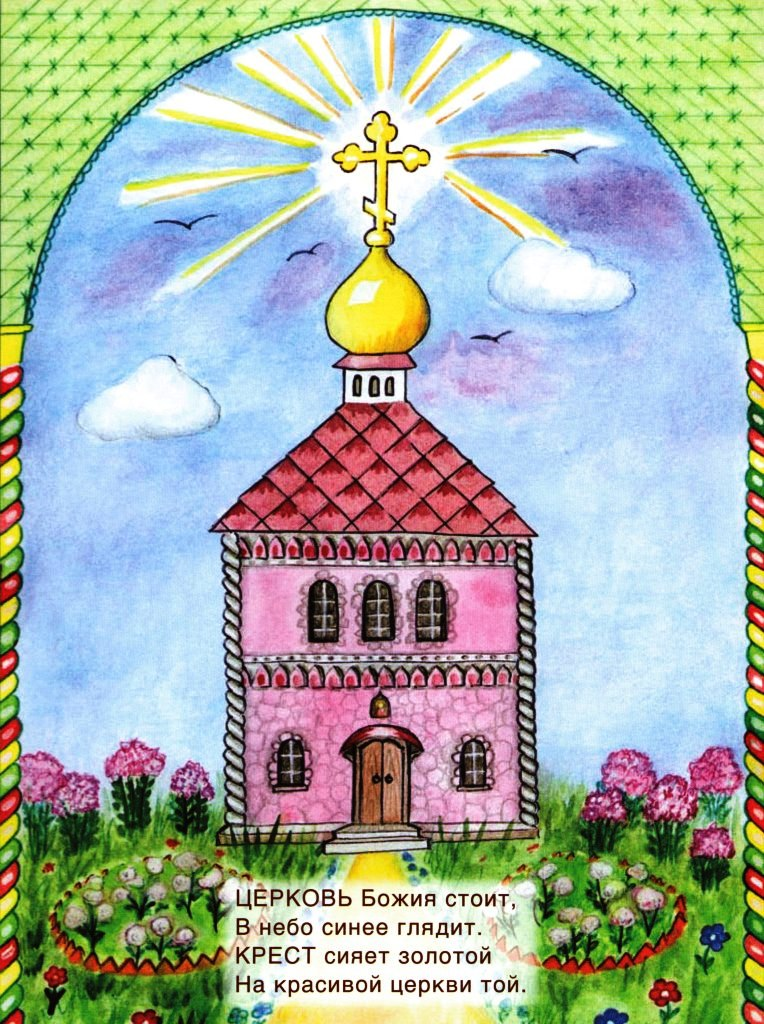 ЦЕРКОВЬ Божия стоит,
В небо синее глядит.
КРЕСТ сияет золотой
На красивой церкви той.